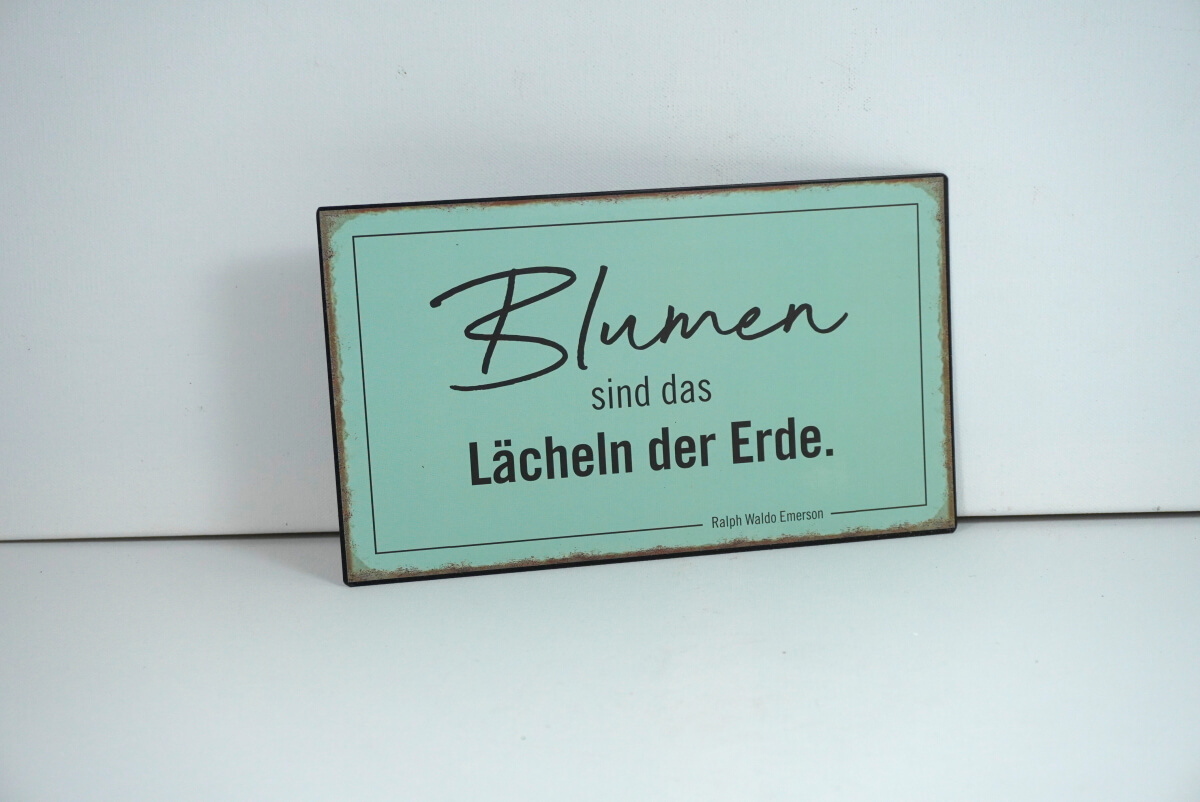 Blumen
sind das
Lächeln der Erde.
Ralph Waldo Emerson